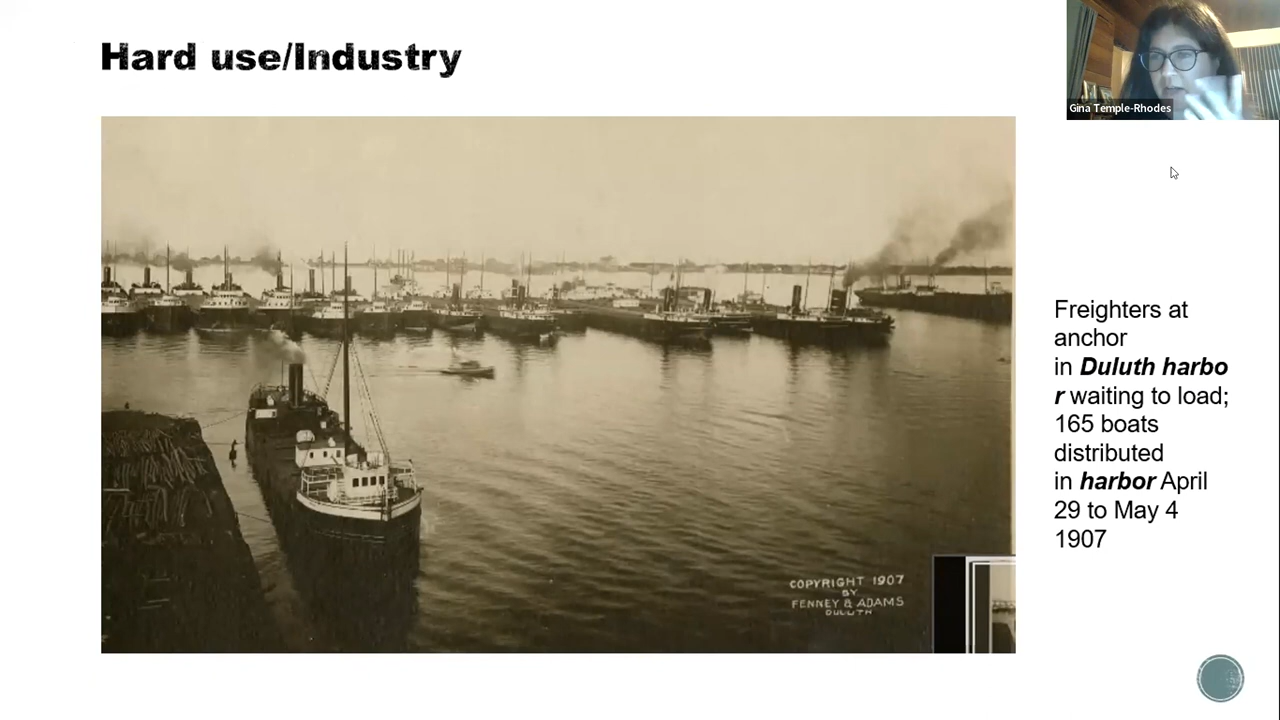 Hard use/Industry
Gina Temple-Rhodes
Freighters at
anchor
in Duluth harbo
r waiting to load;
165 boats
distributed
in harbor April
29 to May 4
1907
COPYRIGHT 1907
BY
FENNEY & ADAMS
DULUTH